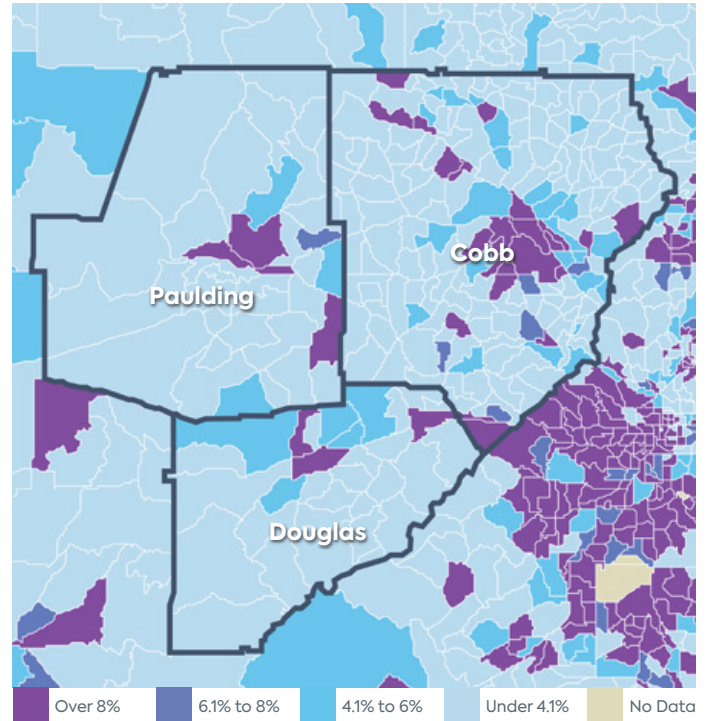 Cobb
Paulding
Douglas
Over 8% 6.1% to 8% 4.1% to 6% Under 4.1% No Data